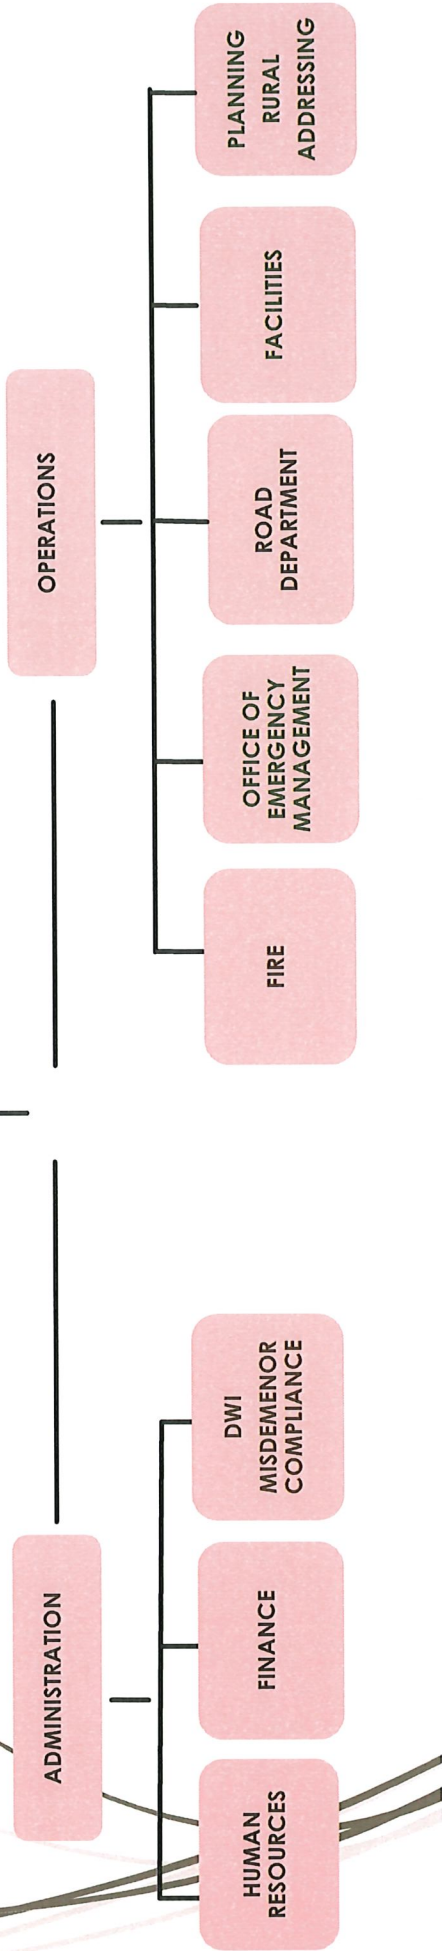 ADMINISTRATION
OPERATIONS
HUMAN
RESOURCES
FINANCE
DWI
MISDEMENOR
COMPLIANCE
FIRE
OFFICE OF
EMERGENCY
MANAGEMENT
ROAD
DEPARTMENT
FACILITIES
PLANNING
RURAL
ADDRESSING